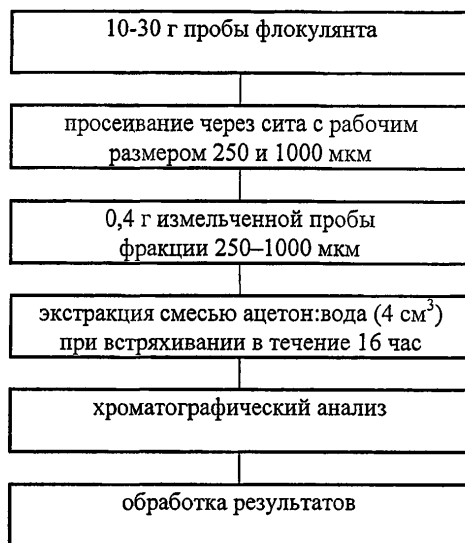 10-30 г пробы флокулянта
просеивание через сита с рабочим
размером 250 и 1000 мкм
0,4 г измельченной пробы
фракции 250–1000 мкм
экстракция смесью ацетон:вода (4 см³)
при встряхивании в течение 16 час
хроматографический анализ
обработка результатов